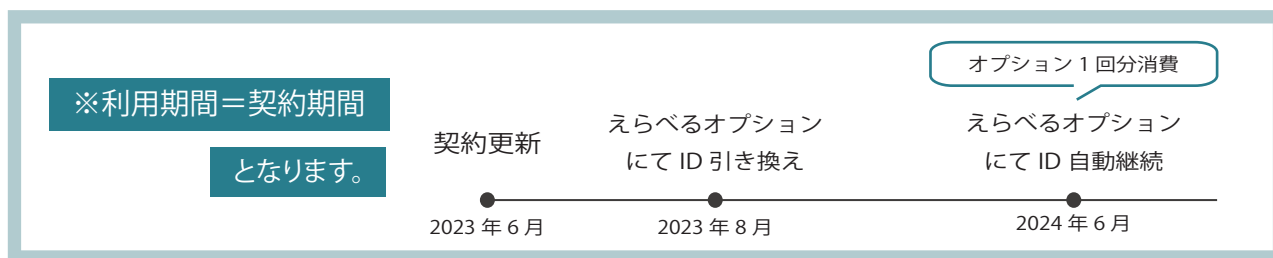 ※利用期間＝契約期間
となります。
契約更新
2023 年 6 月
えらべるオプション
にて ID 引き換え
2023 年 8 月
オプション 1 回分消費
えらべるオプション
にて ID 自動継続
2024 年 6 月